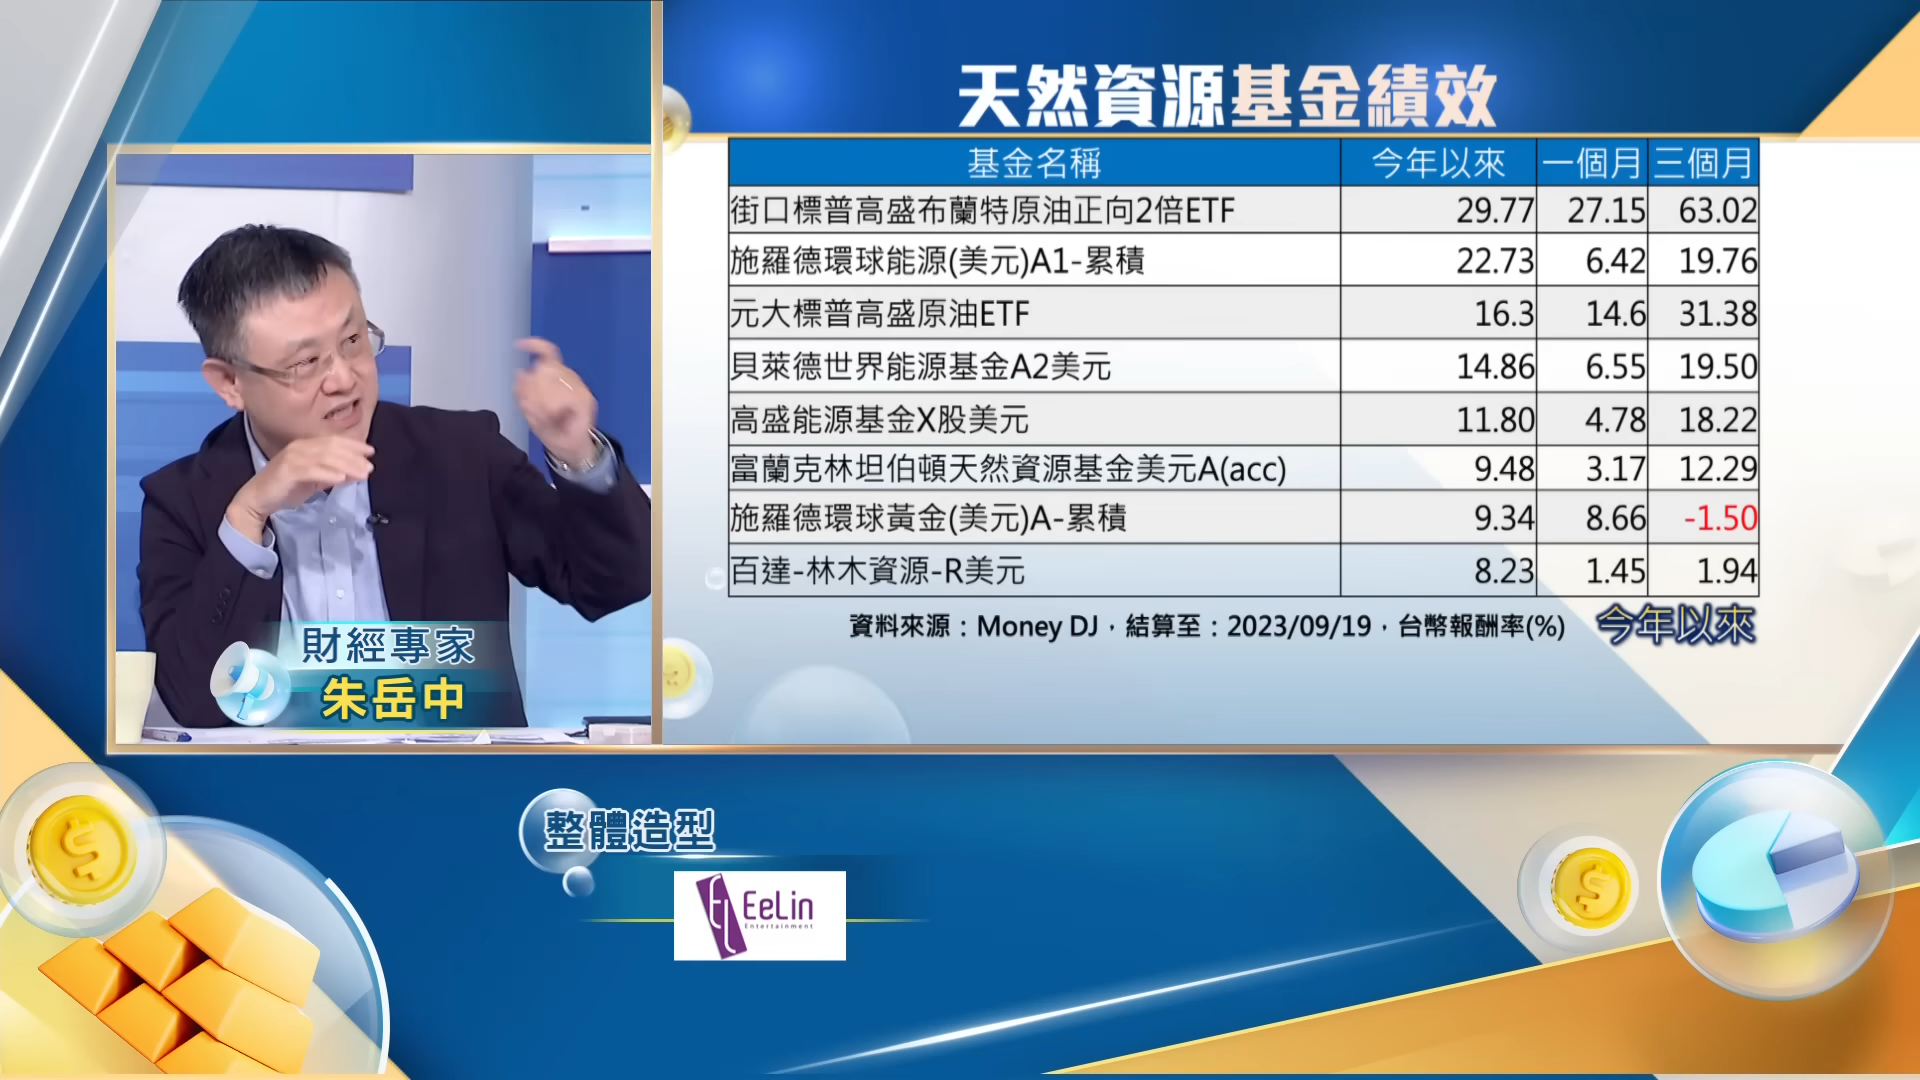 天然資源基金績效
基金名稱 今年以來 一個月 三個月
街口標普高盛布蘭特原油正向2倍ETF 29.77 27.15 63.02
施羅德環球能源(美元)A1-累積 22.73 6.42 19.76
元大標普高盛原油ETF 16.3 14.6 31.38
貝萊德世界能源基金A2美元 14.86 6.55 19.50
高盛能源基金X股美元 11.80 4.78 18.22
富蘭克林坦伯頓天然資源基金美元A(acc) 9.48 3.17 12.29
施羅德環球黃金(美元)A-累積 9.34 8.66 -1.50
百達-林木資源-R美元 8.23 1.45 1.94
資料來源：Money DJ，結算至：2023/09/19，台幣報酬率(%) 今年以來
財經專家
朱岳中
整體造型
EL EeLin
Entertainment